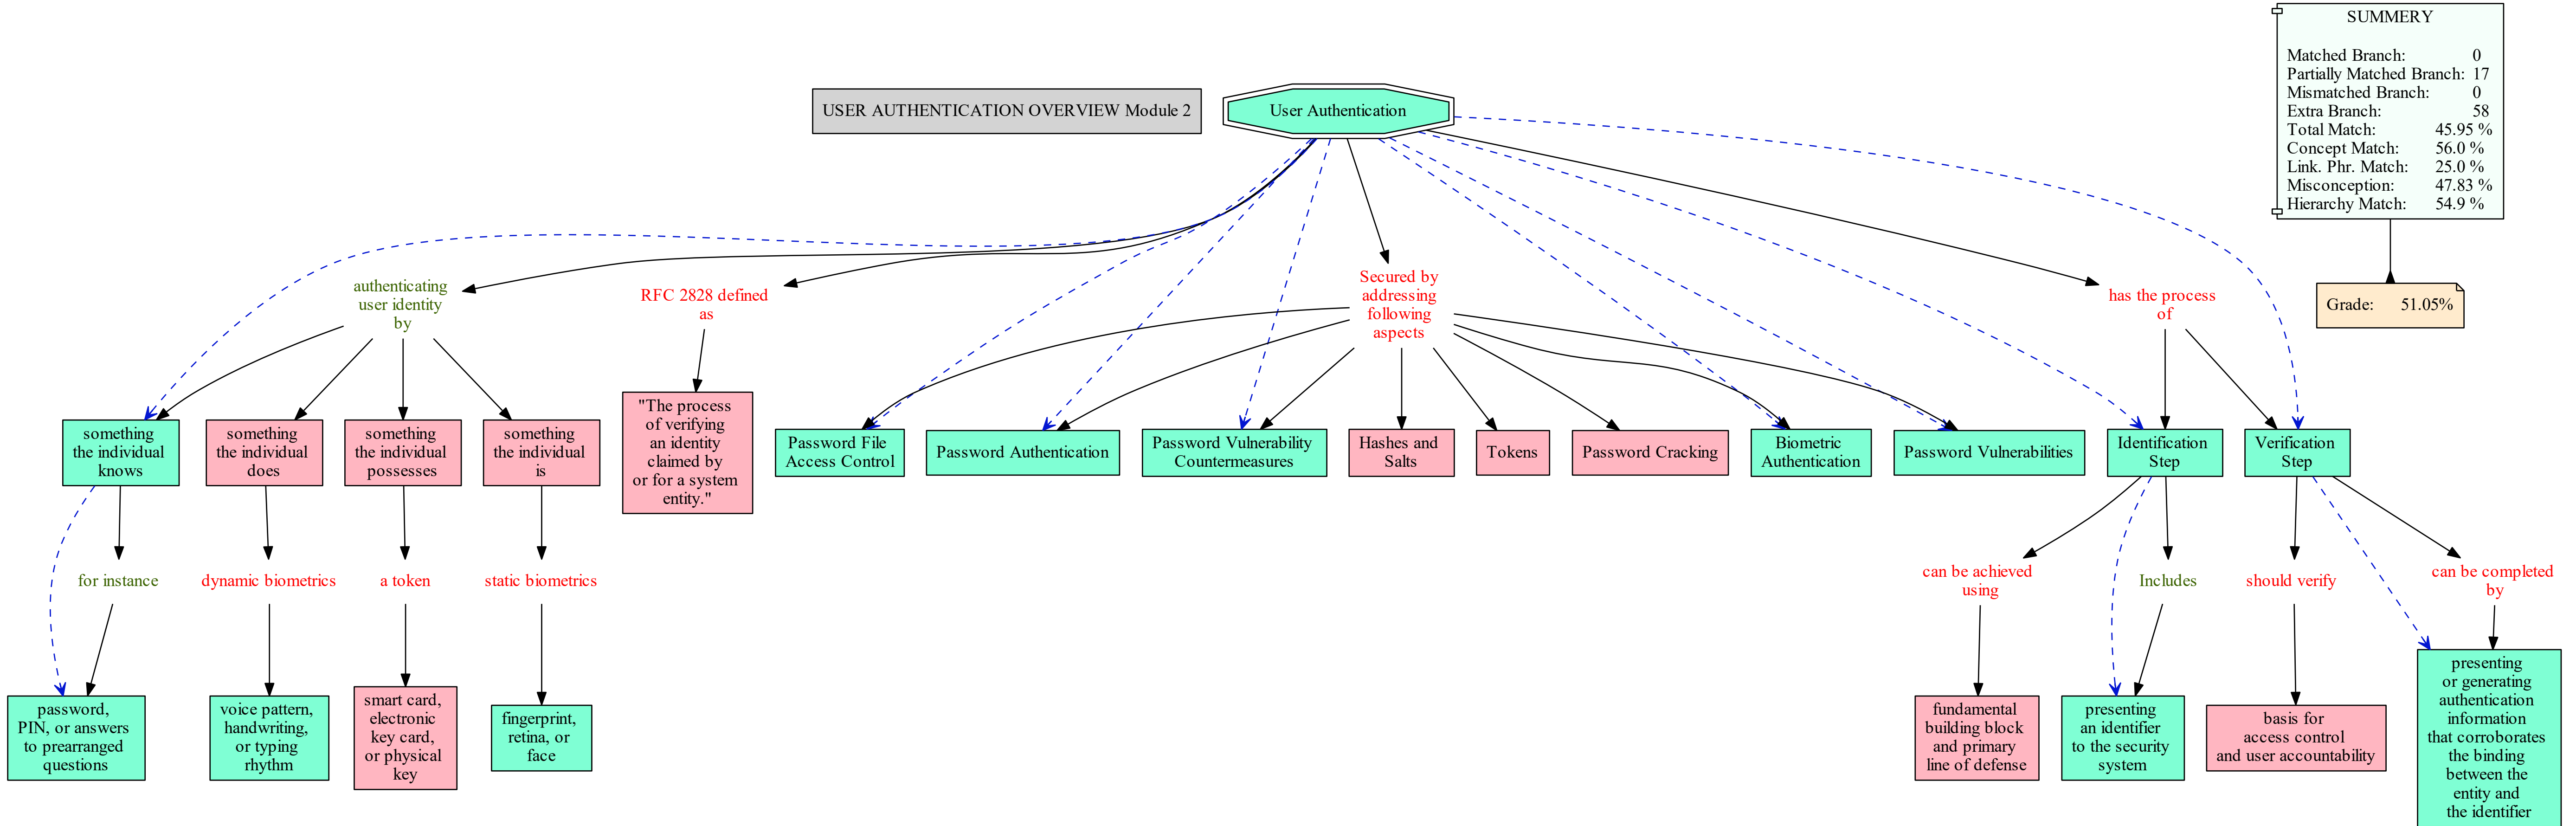 SUMMERY
Matched Branch: 0
Partially Matched Branch: 17
Mismatched Branch: 0
Extra Branch: 58
Total Match: 45.95 %
Concept Match: 56.0 %
Link. Phr. Match: 25.0 %
Misconception: 47.83 %
Hierarchy Match: 54.9 %
USER AUTHENTICATION OVERVIEW Module 2
User Authentication
Grade: 51.05%
authenticating
user identity
by
RFC 2828 defined
as
Secured by
addressing
following
aspects
has the process
of
something
the individual
knows
something
the individual
does
something
the individual
possesses
something
the individual
is
"The process
of verifying
an identity
claimed by
or for a system
entity."
Password File
Access Control
Password Authentication
Password Vulnerability
Countermeasures
Hashes and
Salts
Tokens
Password Cracking
Biometric
Authentication
Password Vulnerabilities
Identification
Step
Verification
Step
for instance
dynamic biometrics
a token
static biometrics
can be achieved
using
Includes
should verify
can be completed
by
password,
PIN, or answers
to prearranged
questions
voice pattern,
handwriting,
or typing
rhythm
smart card,
electronic
key card,
or physical
key
fingerprint,
retina, or
face
fundamental
building block
and primary
line of defense
presenting
an identifier
to the security
system
basis for
access control
and user accountability
presenting
or generating
authentication
information
that corroborates
the binding
between the
entity and
the identifier